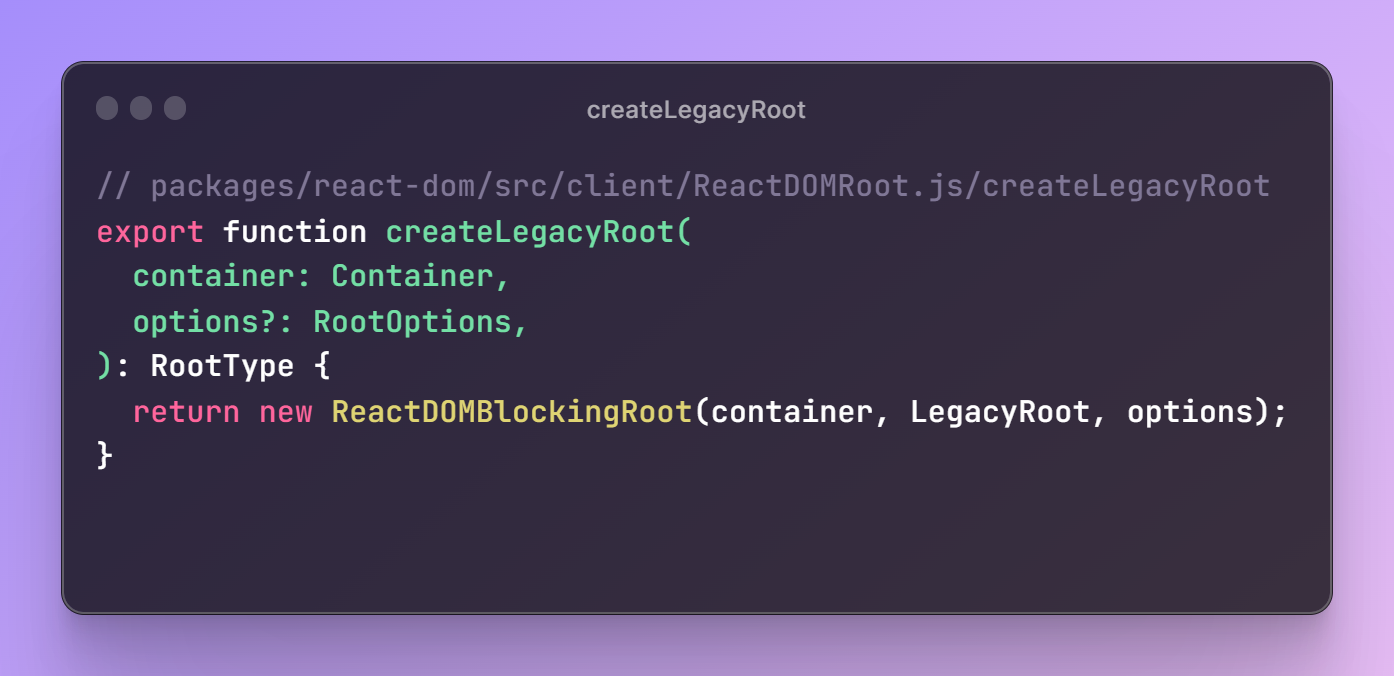 createLegacyRoot
// packages/react-dom/src/client/ReactDOMRoot.js/createLegacyRoot
export function createLegacyRoot(
  container: Container,
  options?: RootOptions,
): RootType {
  return new ReactDOMBlockingRoot(container, LegacyRoot, options);
}